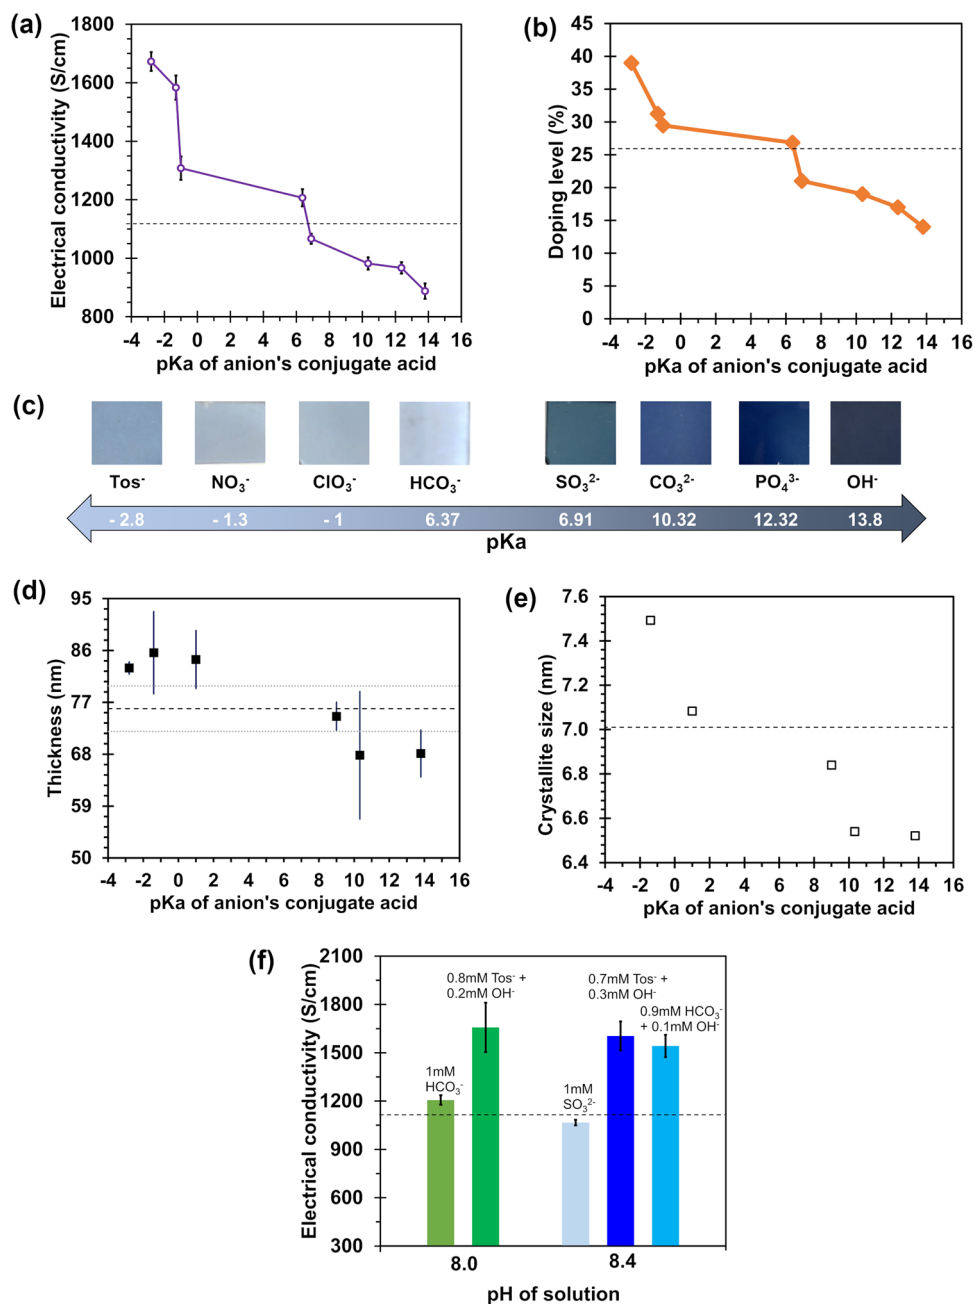 (a)
Electrical conductivity (S/cm)
1800
1600
1400
1200
1000
800
-4 -2 0 2 4 6 8 10 12 14 16
pKa of anion's conjugate acid
(b)
Doping level (%)
45
40
35
30
25
20
15
10
5
0
-4 -2 0 2 4 6 8 10 12 14 16
pKa of anion's conjugate acid
(c)
Tos⁻ NO₃⁻ ClO₃⁻ HCO₃⁻ SO₃²⁻ CO₃²⁻ PO₄³⁻ OH⁻
- 2.8 - 1.3 - 1 6.37 6.91 10.32 12.32 13.8
pKa
(d)
Thickness (nm)
95
86
77
68
59
50
-4 -2 0 2 4 6 8 10 12 14 16
pKa of anion's conjugate acid
(e)
Crystallite size (nm)
7.6
7.4
7.2
7.0
6.8
6.6
6.4
-4 -2 0 2 4 6 8 10 12 14 16
pKa of anion's conjugate acid
(f)
Electrical conductivity (S/cm)
2100
1800
1500
1200
900
600
300
1mM
HCO₃⁻
0.8mM Tos⁻ +
0.2mM OH⁻
1mM
SO₃²⁻
0.7mM Tos⁻ +
0.3mM OH⁻
0.9mM HCO₃⁻
+ 0.1mM OH⁻
8.0 8.4
pH of solution